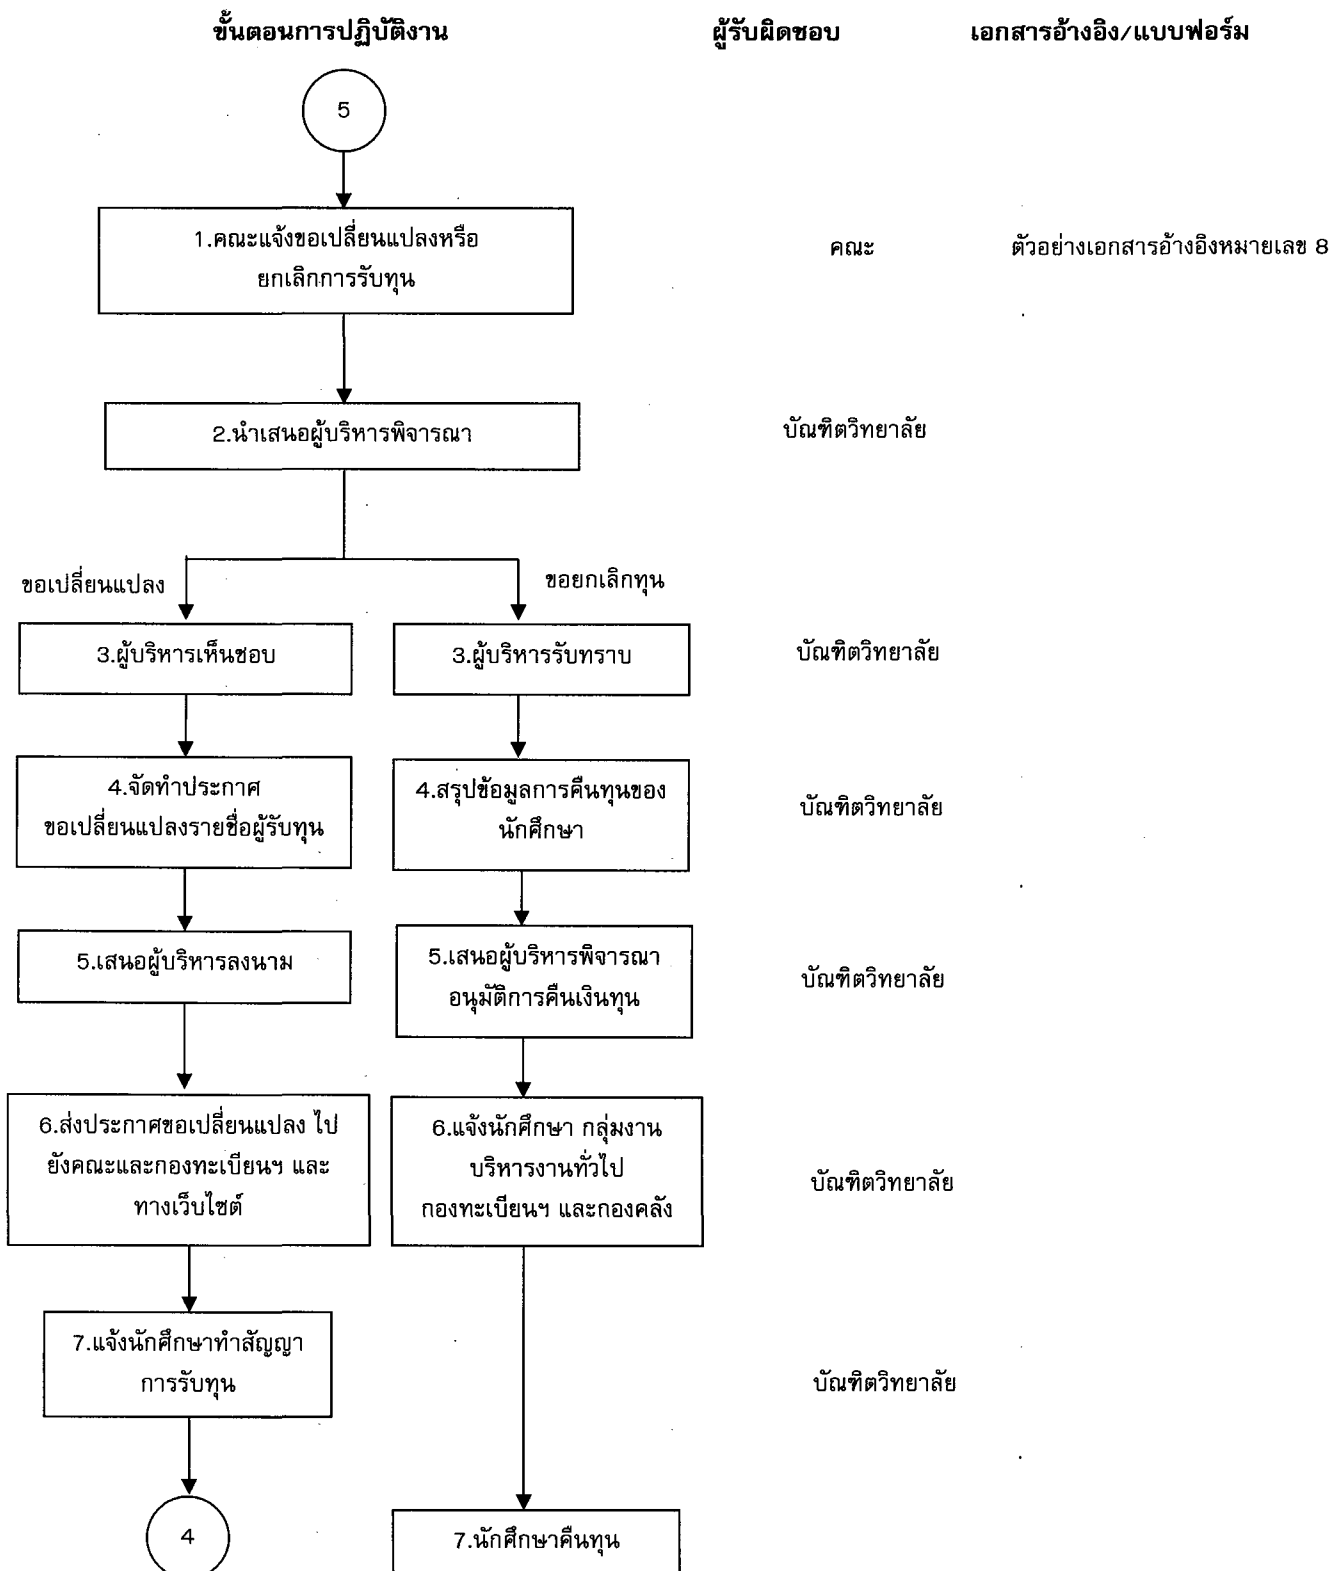 ขั้นตอนการปฏิบัติงาน ผู้รับผิดชอบ เอกสารอ้างอิง/แบบฟอร์ม
5
1.คณะแจ้งขอเปลี่ยนแปลงหรือ
ยกเลิกการรับทุน
คณะ ตัวอย่างเอกสารอ้างอิงหมายเลข 8
2.นำเสนอผู้บริหารพิจารณา
บัณฑิตวิทยาลัย
ขอเปลี่ยนแปลง
ขอยกเลิกทุน
3.ผู้บริหารเห็นชอบ
3.ผู้บริหารรับทราบ
บัณฑิตวิทยาลัย
4.จัดทำประกาศ
ขอเปลี่ยนแปลงรายชื่อผู้รับทุน
4.สรุปข้อมูลการคืนทุนของ
นักศึกษา
บัณฑิตวิทยาลัย
5.เสนอผู้บริหารลงนาม
5.เสนอผู้บริหารพิจารณา
อนุมัติการคืนเงินทุน
บัณฑิตวิทยาลัย
6.ส่งประกาศขอเปลี่ยนแปลง ไป
ยังคณะและกองทะเบียนฯ และ
ทางเว็บไซต์
6.แจ้งนักศึกษา กลุ่มงาน
บริหารงานทั่วไป
กองทะเบียนฯ และกองคลัง
บัณฑิตวิทยาลัย
7.แจ้งนักศึกษาทำสัญญา
การรับทุน
บัณฑิตวิทยาลัย
4
7.นักศึกษาคืนทุน